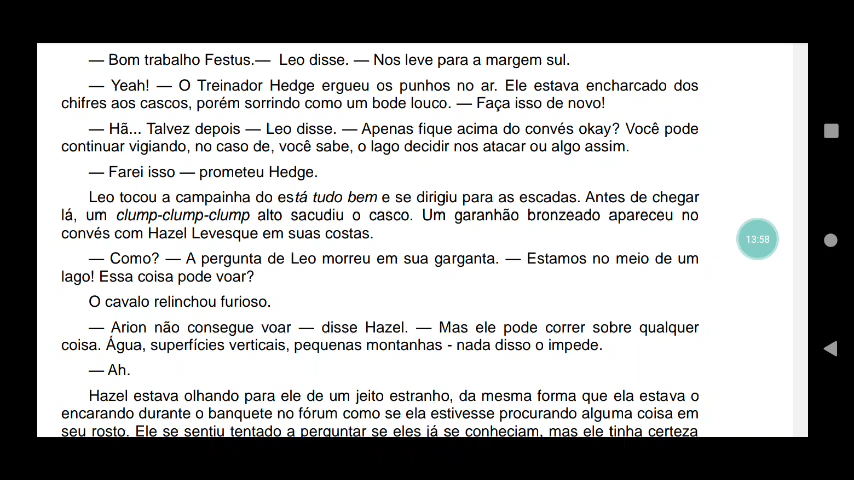 — Bom trabalho Festus.— Leo disse. — Nos leve para a margem sul.
— Yeah! — O Treinador Hedge ergueu os punhos no ar. Ele estava encharcado dos
chifres aos cascos, porém sorrindo como um bode louco. — Faça isso de novo!
— Hã... Talvez depois — Leo disse. — Apenas fique acima do convés okay? Você pode
continuar vigiando, no caso de, você sabe, o lago decidir nos atacar ou algo assim.
— Farei isso — prometeu Hedge.
Leo tocou a campainha do está tudo bem e se dirigiu para as escadas. Antes de chegar
lá, um clump-clump-clump alto sacudiu o casco. Um garanhão bronzeado apareceu no
convés com Hazel Levesque em suas costas.
— Como? — A pergunta de Leo morreu em sua garganta. — Estamos no meio de um
lago! Essa coisa pode voar?
O cavalo relinchou furioso.
— Arion não consegue voar — disse Hazel. — Mas ele pode correr sobre qualquer
coisa. Água, superfícies verticais, pequenas montanhas - nada disso o impede.
— Ah.
Hazel estava olhando para ele de um jeito estranho, da mesma forma que ela estava o
encarando durante o banquete no fórum como se ela estivesse procurando alguma coisa em
seu rosto. Ele se sentiu tentado a perguntar se eles já se conheciam, mas ele tinha certeza
13:58